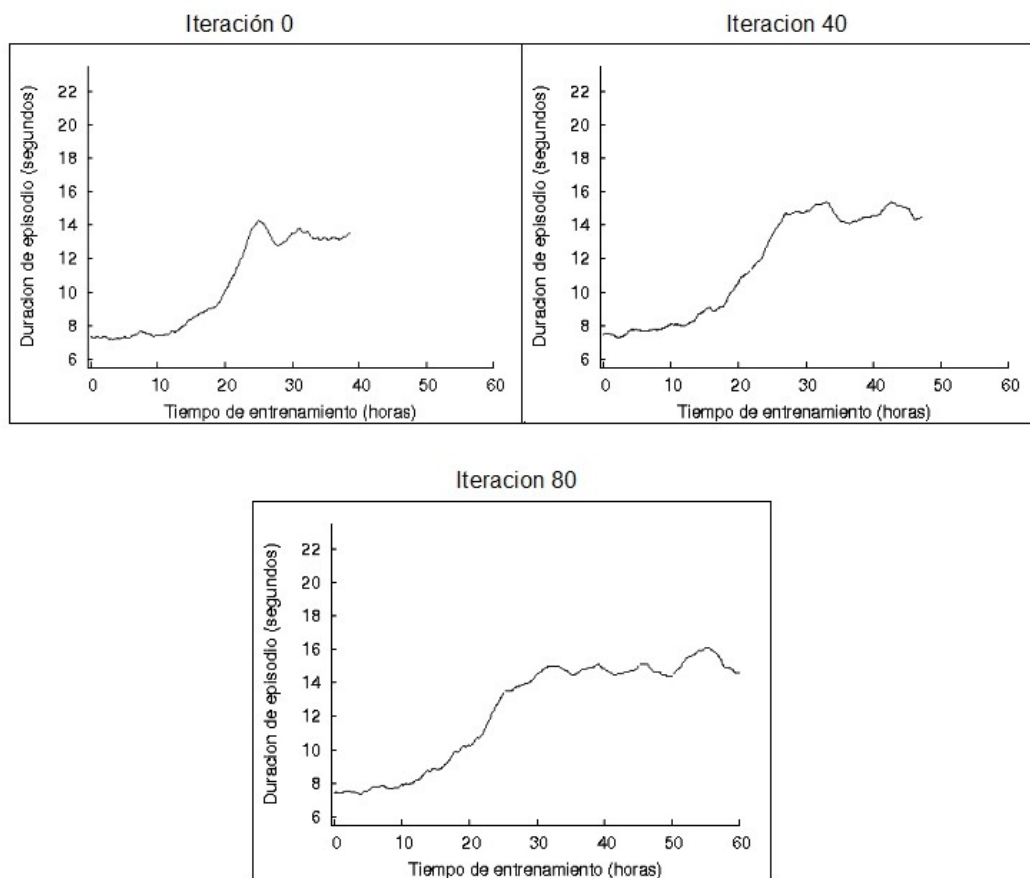 Iteración 0
Duracion de episodio (segundos)
22
20
18
16
14
12
10
8
6
0 10 20 30 40 50 60
Tiempo de entrenamiento (horas)
Iteracion 40
Duracion de episodio (segundos)
22
20
18
16
14
12
10
8
6
0 10 20 30 40 50 60
Tiempo de entrenamiento (horas)
Iteracion 80
Duracion de episodio (segundos)
22
20
18
16
14
12
10
8
6
0 10 20 30 40 50 60
Tiempo de entrenamiento (horas)